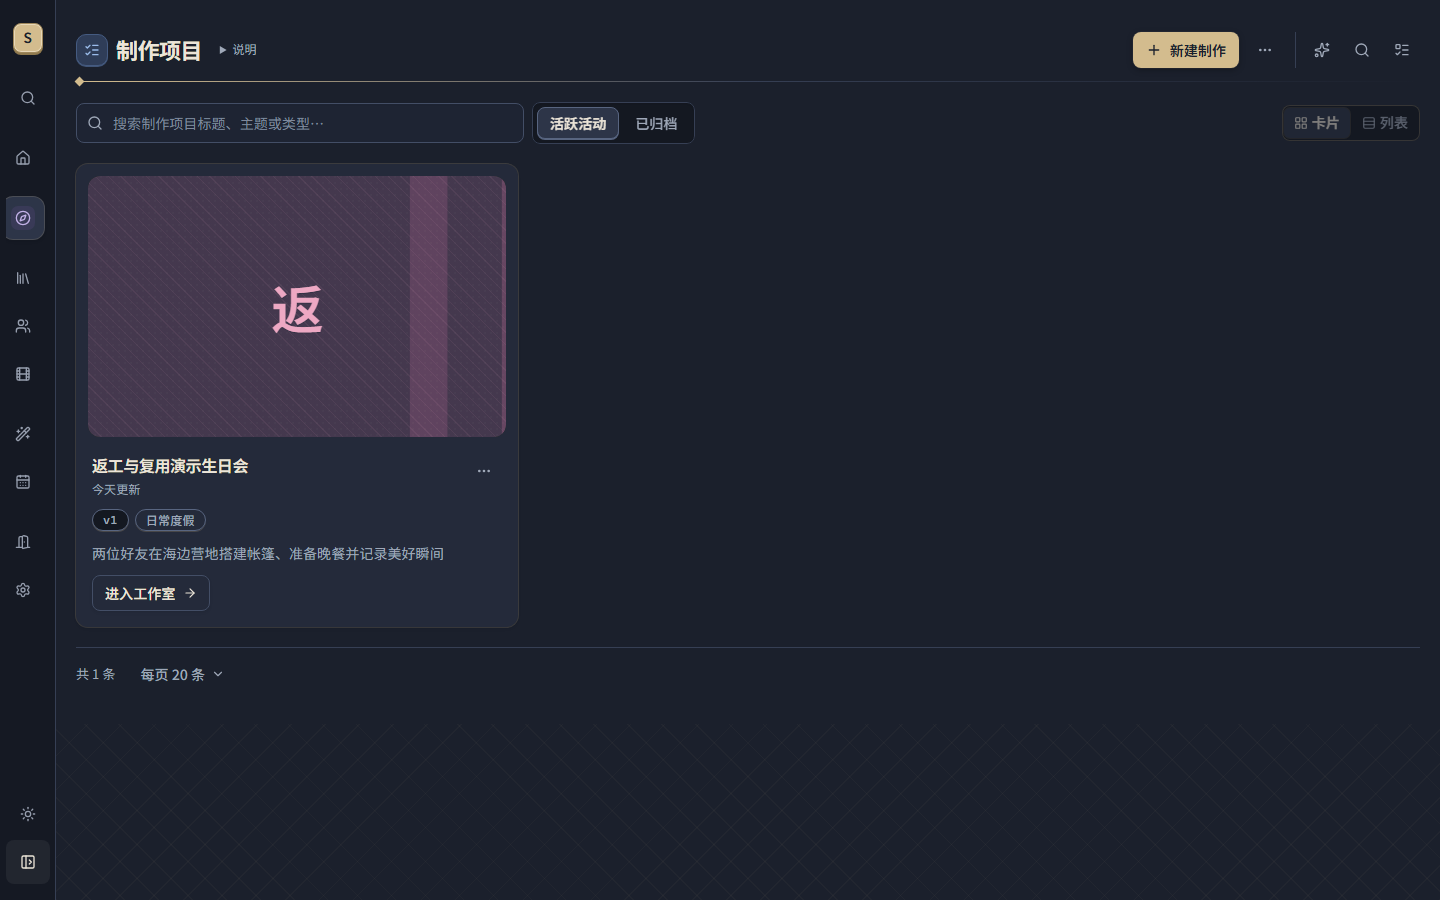 S
制作项目
说明
新建制作
搜索制作项目标题、主题或类型…
活跃活动
已归档
卡片
列表
返
返工与复用演示生日会
今天更新
v1
日常度假
两位好友在海边营地搭建帐篷、准备晚餐并记录美好瞬间
进入工作室
共 1 条
每页 20 条